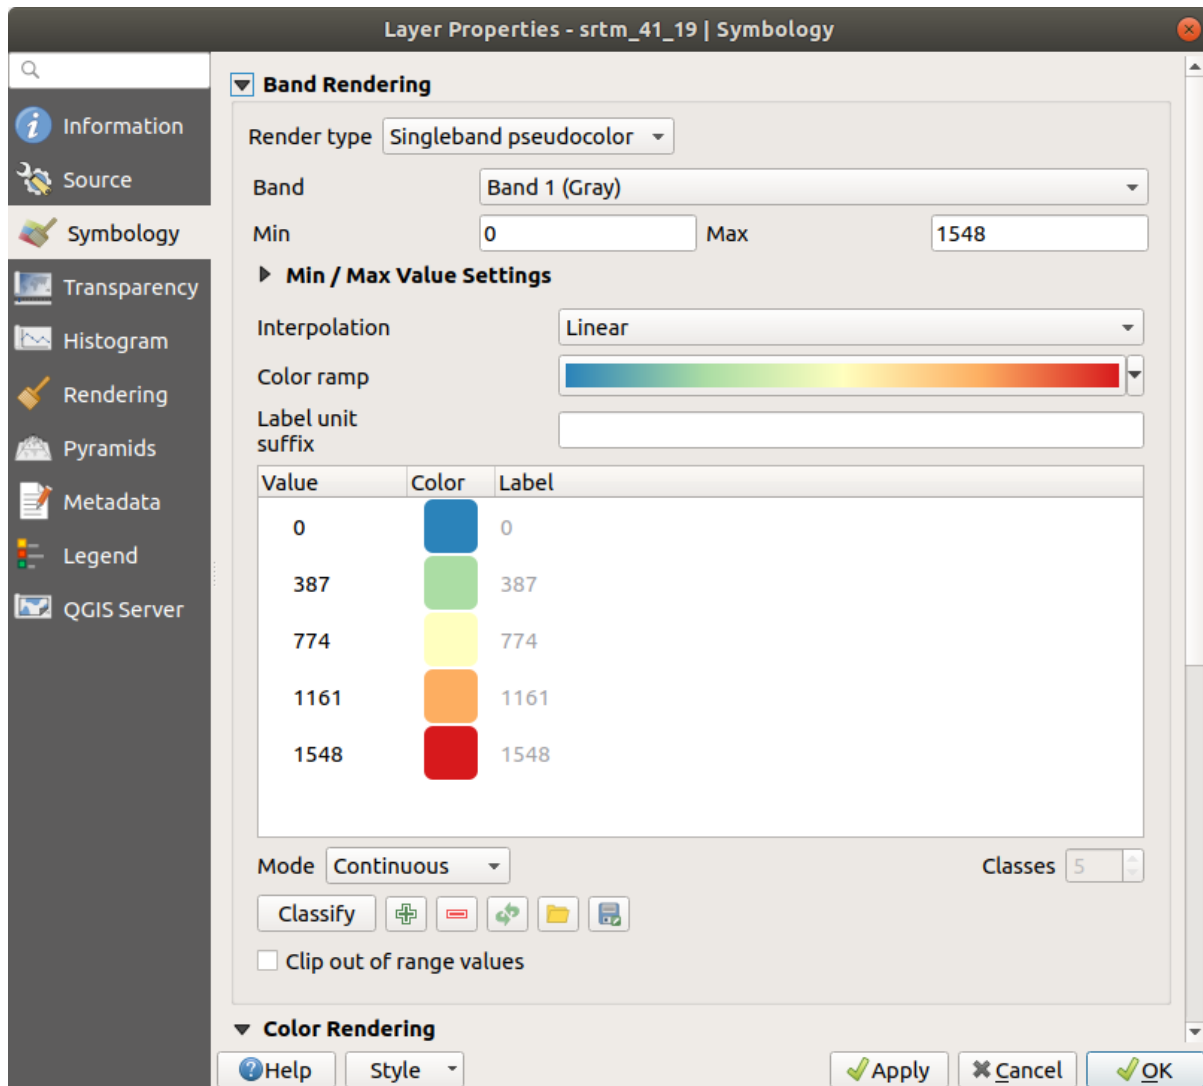 Layer Properties - srtm_41_19 | Symbology
Information
Source
Symbology
Transparency
Histogram
Rendering
Pyramids
Metadata
Legend
QGIS Server
Band Rendering
Render type Singleband pseudocolor
Band Band 1 (Gray)
Min 0 Max 1548
Min / Max Value Settings
Interpolation Linear
Color ramp
Label unit
suffix
Value Color Label
0 0
387 387
774 774
1161 1161
1548 1548
Mode Continuous Classes 5
Classify
Clip out of range values
Color Rendering
Help Style Apply Cancel OK